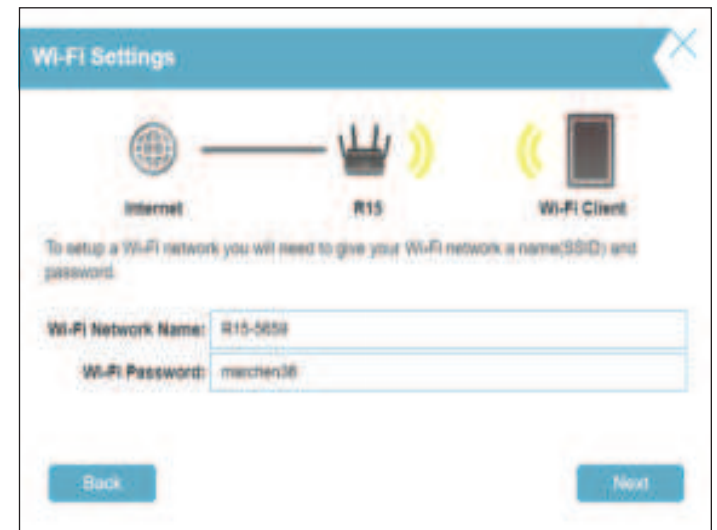 Wi-Fi Settings
Internet
R15
Wi-Fi Client
To setup a Wi-Fi network you will need to give your Wi-Fi network a name(SSID) and
password.
Wi-Fi Network Name: R15-5659
Wi-Fi Password:
Back
Next